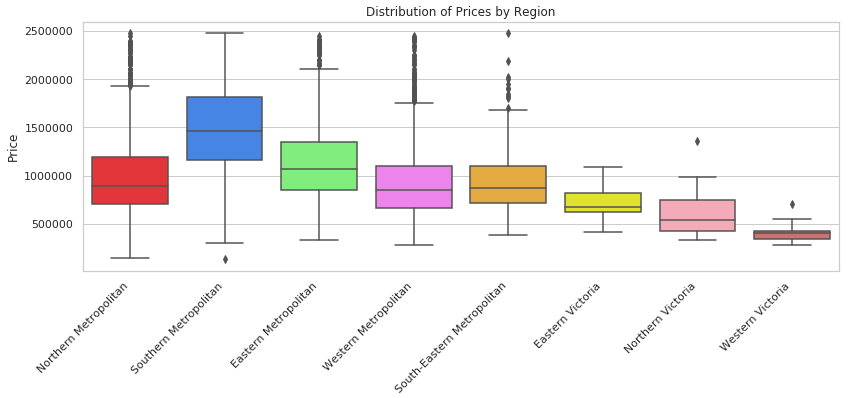 Distribution of Prices by Region
Price
2500000
2000000
1500000
1000000
500000
Northern Metropolitan
Southern Metropolitan
Eastern Metropolitan
Western Metropolitan
South-Eastern Metropolitan
Eastern Victoria
Northern Victoria
Western Victoria